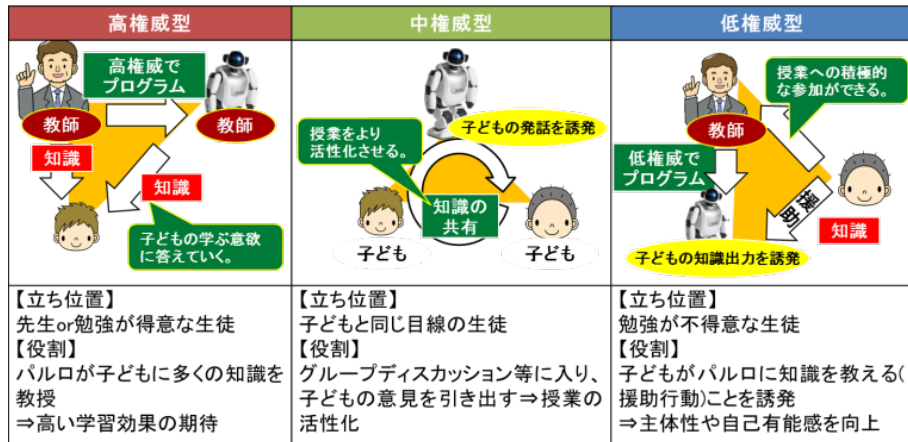 高権威型
高権威で
プログラム
教師
教師
知識
知識
子どもの学ぶ意欲
に答えていく。
【立ち位置】
先生or勉強が得意な生徒
【役割】
パルロが子どもに多くの知識を
教授
⇒高い学習効果の期待
中権威型
子どもの発話を誘発
授業をより
活性化させる。
知識の
共有
子ども
子ども
【立ち位置】
子どもと同じ目線の生徒
【役割】
グループディスカッション等に入り、
子どもの意見を引き出す⇒授業の
活性化
低権威型
授業への積極的
な参加ができる。
教師
低権威で
プログラム
援助
知識
子どもの知識出力を誘発
【立ち位置】
勉強が不得意な生徒
【役割】
子どもがパルロに知識を教える(
援助行動)ことを誘発
⇒主体性や自己有能感を向上